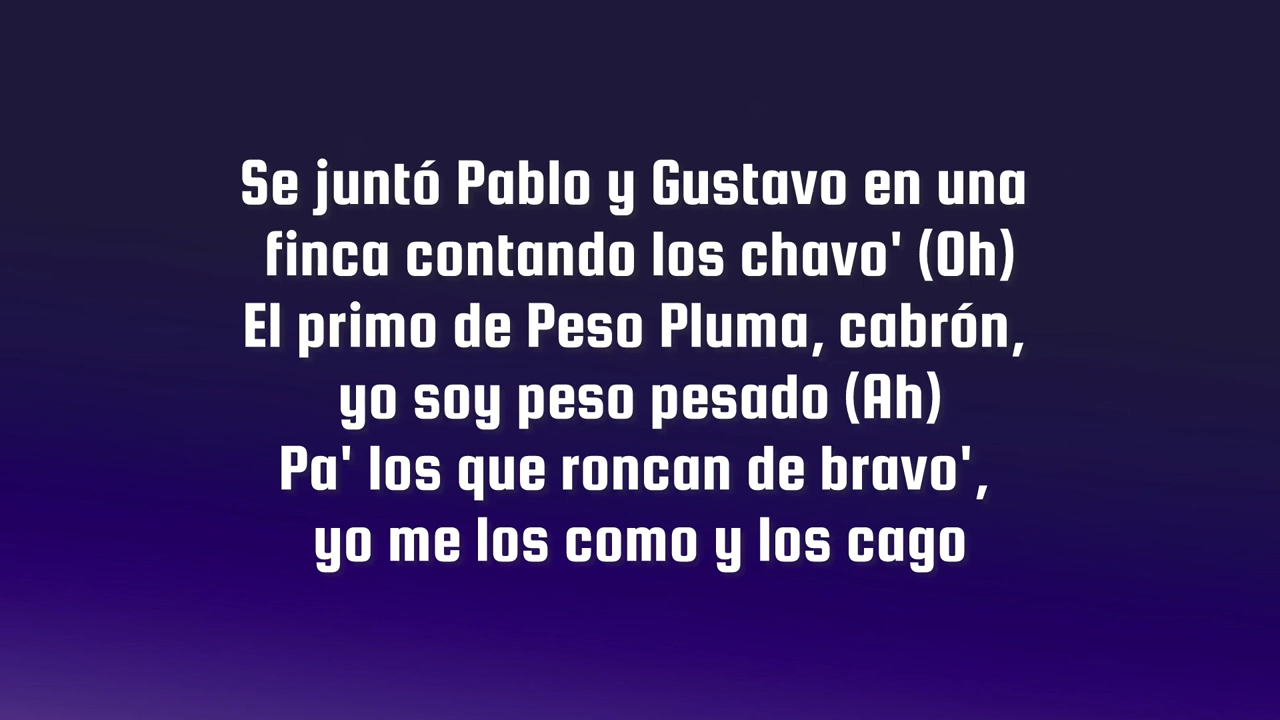 Se juntó Pablo y Gustavo en una
finca contando los chavo' (Oh)
El primo de Peso Pluma, cabrón,
yo soy peso pesado (Ah)
Pa' los que roncan de bravo',
yo me los como y los cago